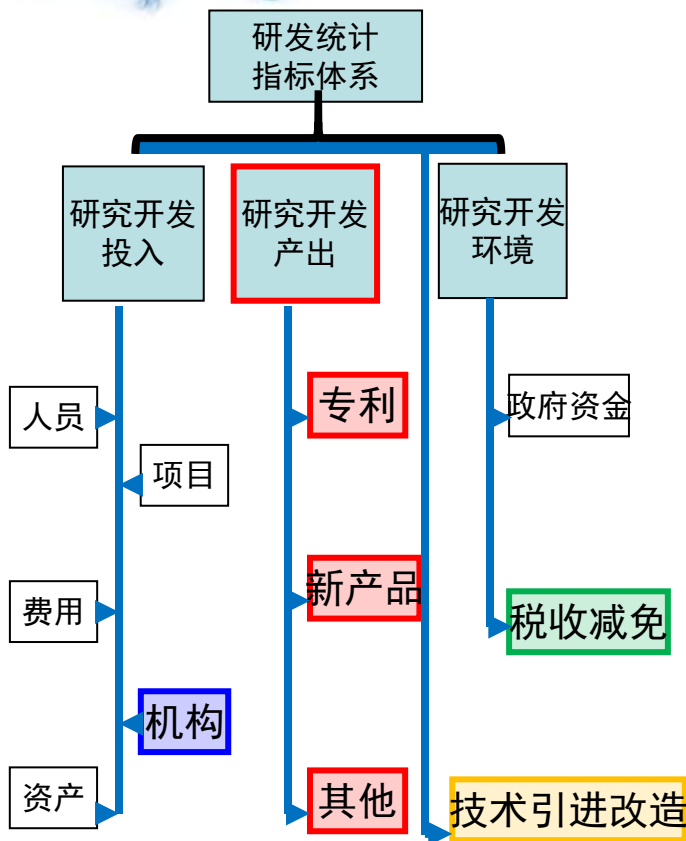 研发统计
指标体系
研究开发
投入
研究开发
产出
研究开发
环境
人员
项目
费用
机构
资产
专利
新产品
其他
政府资金
税收减免
技术引进改造